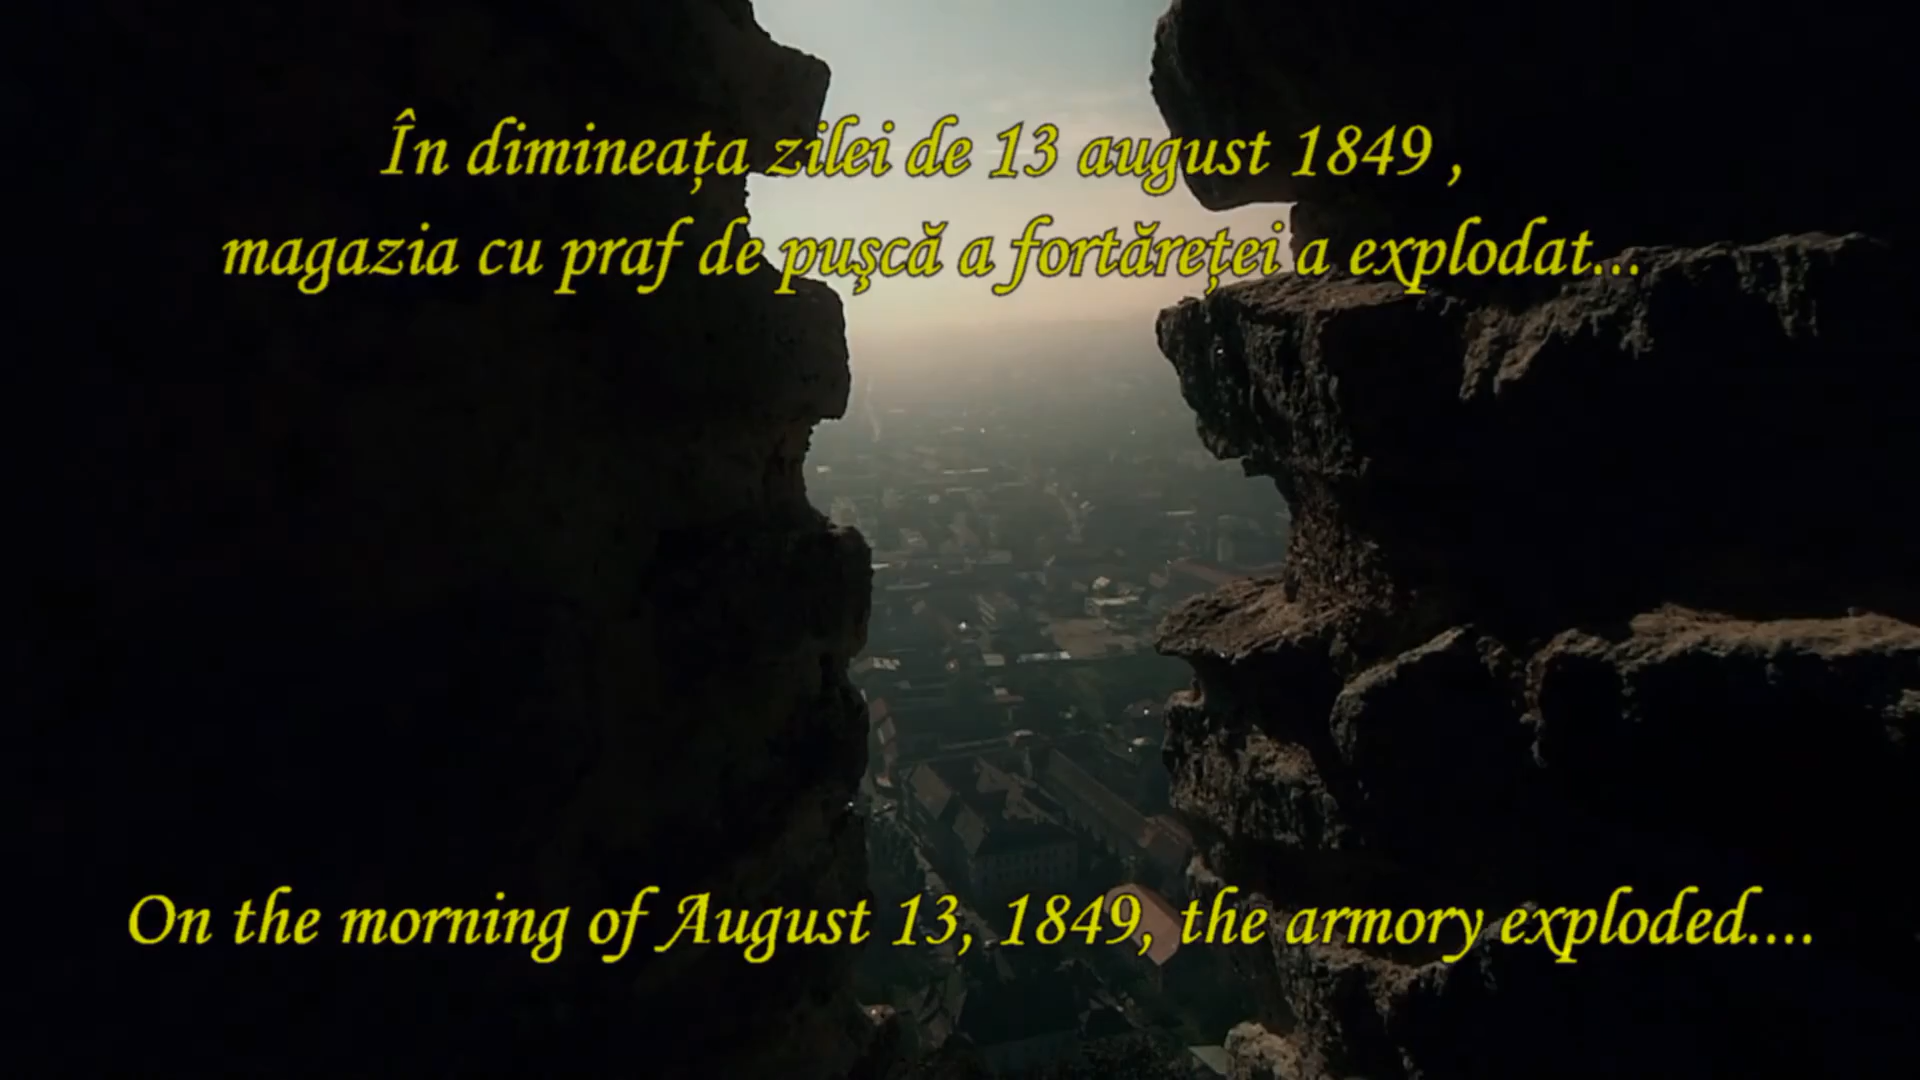 În dimineața zilei de 13 august 1849 ,
magazia cu praf de pușcă a fortăreței a explodat...
On the morning of August 13, 1849, the armory exploded....